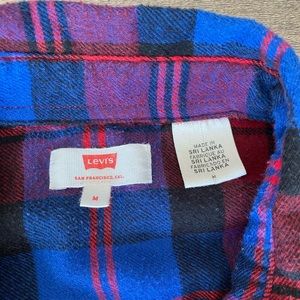 Levi's
SAN FRANCISCO, CAL.
M
MADE IN
SRI LANKA
FABRIQUÉ AU
SRI LANKA
FABRICADO EN
SRI LANKA
M